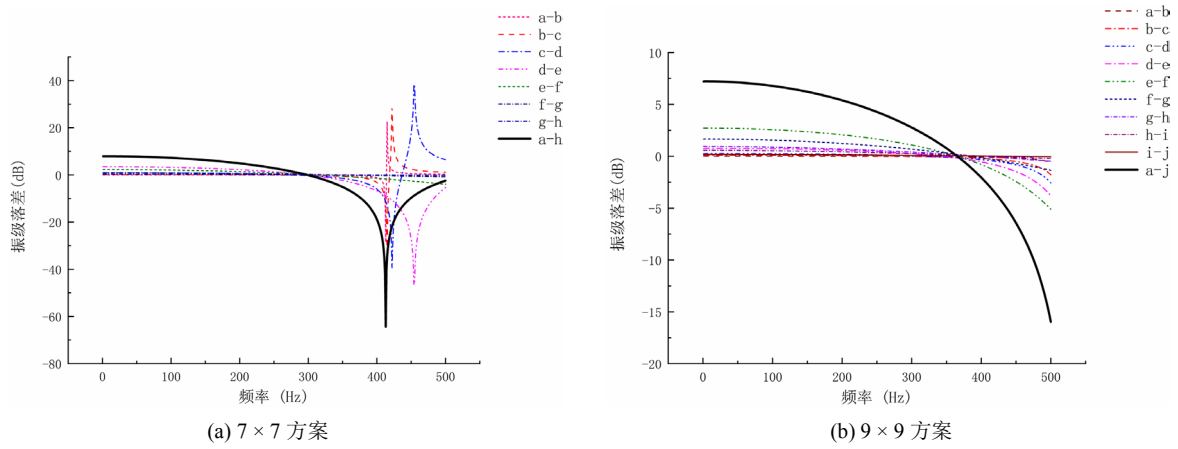 a-b
b-c
c-d
d-e
e-f
f-g
g-h
a-h
40
20
0
-20
-40
-60
-80
振级落差(dB)
0 100 200 300 400 500
频率 (Hz)
(a) 7 × 7 方案
a-b
b-c
c-d
d-e
e-f
f-g
g-h
h-i
i-j
a-j
10
5
0
-5
-10
-15
-20
振级落差(dB)
0 100 200 300 400 500
频率 (Hz)
(b) 9 × 9 方案